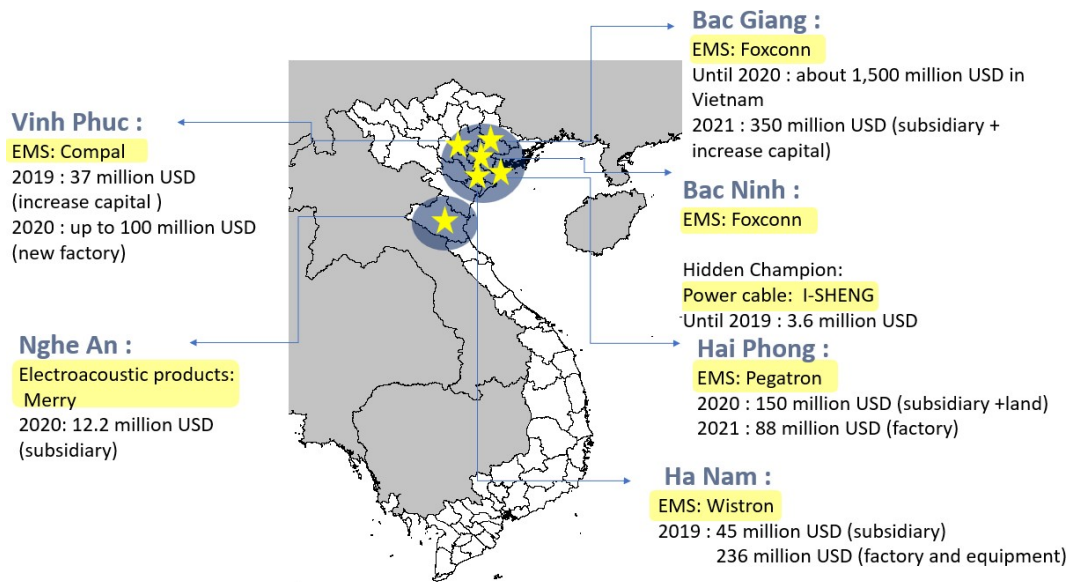 Vinh Phuc :
EMS: Compal
2019 : 37 million USD
(increase capital )
2020 : up to 100 million USD
(new factory)
Nghe An :
Electroacoustic products:
Merry
2020: 12.2 million USD
(subsidiary)
Bac Giang :
EMS: Foxconn
Until 2020 : about 1,500 million USD in
Vietnam
2021 : 350 million USD (subsidiary +
increase capital)
Bac Ninh :
EMS: Foxconn
Hidden Champion:
Power cable: I-SHENG
Until 2019 : 3.6 million USD
Hai Phong :
EMS: Pegatron
2020 : 150 million USD (subsidiary +land)
2021 : 88 million USD (factory)
Ha Nam :
EMS: Wistron
2019 : 45 million USD (subsidiary)
236 million USD (factory and equipment)